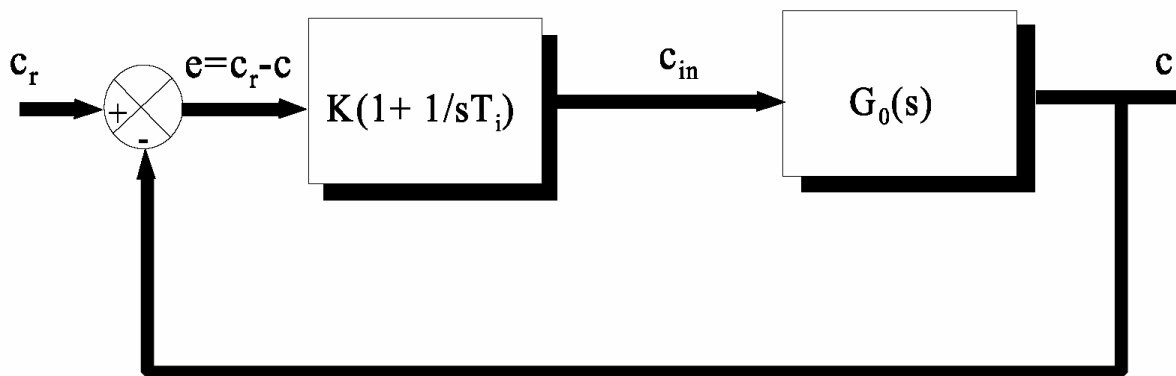 c_r
+
-
e=c_r-c
K(1+ 1/sT_i)
c_in
G_0(s)
c